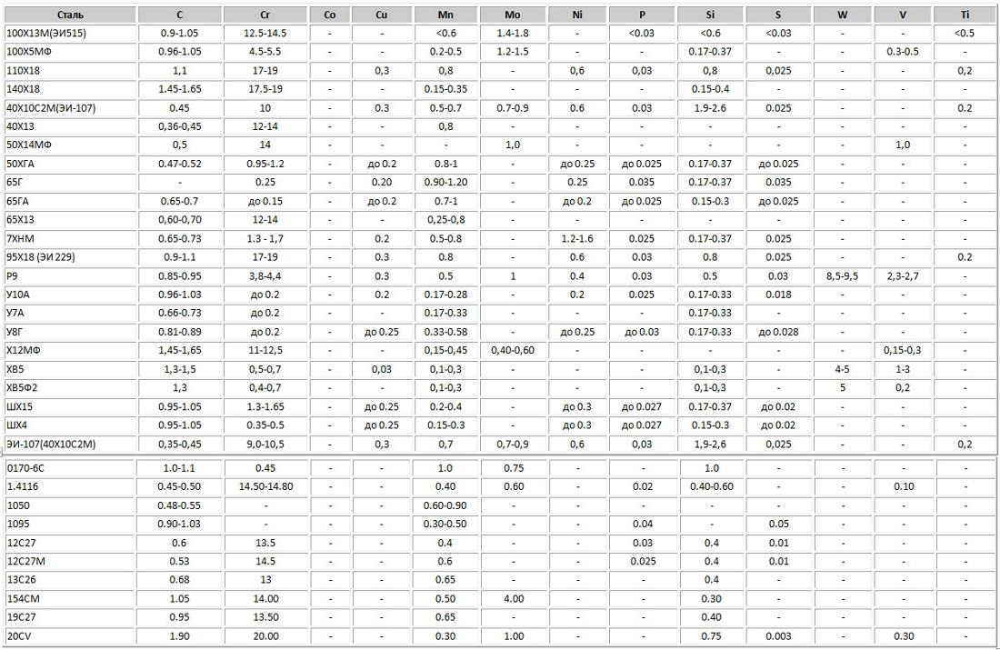 Сталь C Cr Co Cu Mn Mo Ni P Si S W V Ti
100Х13М(ЭИ515) 0.9-1.05 12.5-14.5 - - <0.6 1.4-1.8 - <0.03 <0.6 <0.03 - - <0.5
100Х5МФ 0.96-1.05 4.5-5.5 - - 0.2-0.5 1.2-1.5 - - 0.17-0.37 - - 0.3-0.5 -
110Х18 1,1 17-19 - 0,3 0,8 - 0,6 0,03 0,8 0,025 - - 0,2
140Х18 1.45-1.65 17.5-19 - - 0.15-0.35 - - - 0.15-0.4 - - - -
40Х10С2М(ЭИ-107) 0.45 10 - 0.3 0.5-0.7 0.7-0.9 0.6 0.03 1.9-2.6 0.025 - - 0.2
40Х13 0,36-0,45 12-14 - - 0,8 - - - - - - - -
50Х14МФ 0,5 14 - - - 1,0 - - - - - 1,0 -
50ХГА 0.47-0.52 0.95-1.2 - до 0.2 0.8-1 - до 0.25 до 0.025 0.17-0.37 до 0.025 - - -
65Г - 0.25 - 0.20 0.90-1.20 - 0.25 0.035 0.17-0.37 0.035 - - -
65ГА 0.65-0.7 до 0.15 - до 0.2 0.7-1 - до 0.2 до 0.025 0.15-0.3 до 0.025 - - -
65Х13 0,60-0,70 12-14 - - 0,25-0,8 - - - - - - - -
7ХНМ 0.65-0.73 1.3 - 1,7 - 0.2 0.5-0.8 - 1.2-1.6 0.025 0.17-0.37 0.025 - - -
95Х18 (ЭИ 229) 0.9-1.1 17-19 - 0.3 0.8 - 0.6 0.03 0.8 0.025 - - 0.2
Р9 0.85-0.95 3,8-4,4 - 0.3 0.5 1 0.4 0.03 0.5 0.03 8,5-9,5 2,3-2,7 -
У10А 0.96-1.03 до 0.2 - 0.2 0.17-0.28 - 0.2 0.025 0.17-0.33 0.018 - - -
У7А 0.66-0.73 до 0.2 - - 0.17-0.33 - - - 0.17-0.33 - - - -
У8Г 0.81-0.89 до 0.2 - до 0.25 0.33-0.58 - до 0.25 до 0.03 0.17-0.33 до 0.028 - - -
Х12МФ 1,45-1,65 11-12,5 - - 0,15-0,45 0,40-0,60 - - - - - 0,15-0,3 -
ХВ5 1,3-1,5 0,5-0,7 - 0,03 0,1-0,3 - - - 0,1-0,3 - 4-5 1-3 -
ХВ5Ф2 1,3 0,4-0,7 - - 0,1-0,3 - - - 0,1-0,3 - 5 0,2 -
ШХ15 0.95-1.05 1.3-1.65 - до 0.25 0.2-0.4 - до 0.3 до 0.027 0.17-0.37 до 0.02 - - -
ШХ4 0.95-1.05 0.35-0.5 - до 0.25 0.15-0.3 - до 0.3 до 0.027 0.15-0.3 до 0.02 - - -
ЭИ-107(40Х10С2М) 0,35-0,45 9,0-10,5 - 0,3 0,7 0,7-0,9 0,6 0,03 1,9-2,6 0,025 - - 0,2
0170-6C 1.0-1.1 0.45 - - 1.0 0.75 - - 1.0 - - - -
1.4116 0.45-0.50 14.50-14.80 - - 0.40 0.60 - 0.02 0.40-0.60 - - 0.10 -
1050 0.48-0.55 - - - 0.60-0.90 - - - - - - - -
1095 0.90-1.03 - - - 0.30-0.50 - - 0.04 - 0.05 - - -
12C27 0.6 13.5 - - 0.4 - - 0.03 0.4 0.01 - - -
12C27M 0.53 14.5 - - 0.6 - - 0.025 0.4 0.01 - - -
13C26 0.68 13 - - 0.65 - - - 0.4 - - - -
154CM 1.05 14.00 - - 0.50 4.00 - - 0.30 - - - -
19C27 0.95 13.50 - - 0.65 - - - 0.40 - - - -
20CV 1.90 20.00 - - 0.30 1.00 - - 0.75 0.003 - 0.30 -